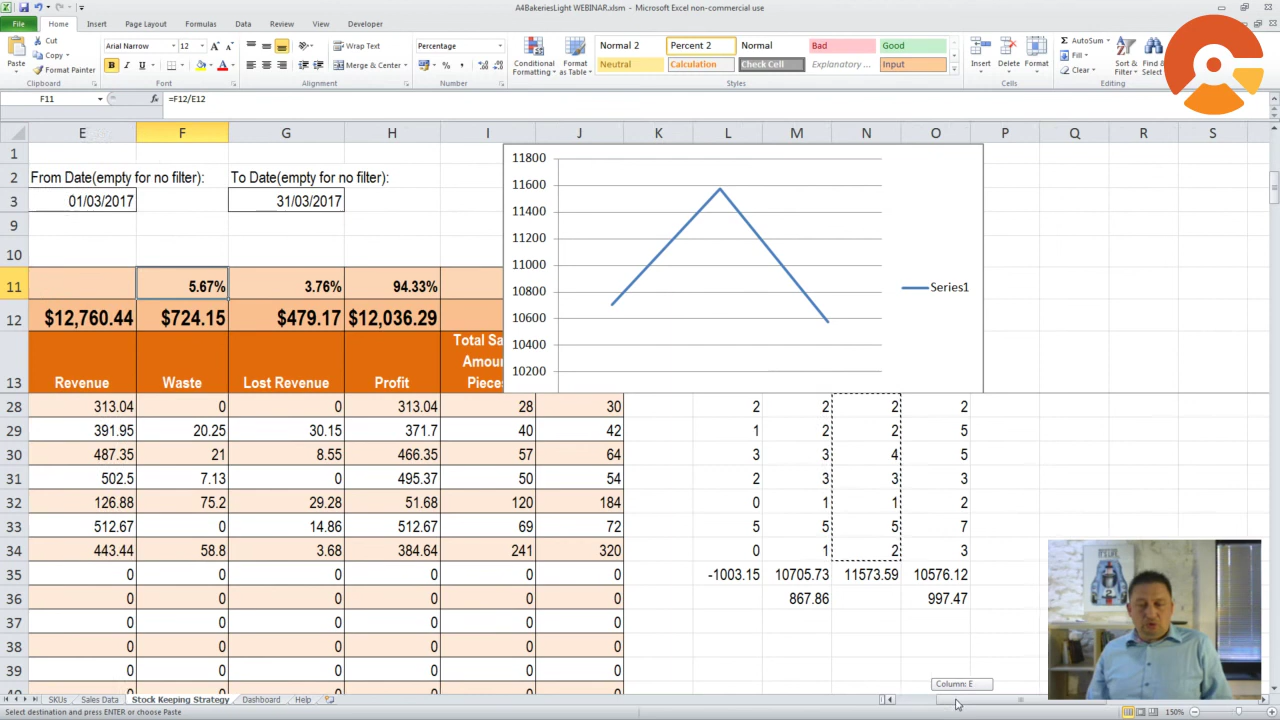 A4BakeriesLight WEBINAR.xlsm - Microsoft Excel non-commercial use
File Home Insert Page Layout Formulas Data Review View Developer
Paste
Cut
Copy
Format Painter
Clipboard
Arial Narrow 12
B I U
Font
Wrap Text
Merge & Center
Alignment
Percentage
% ,
Number
Conditional Formatting
Format as Table
Normal 2 Percent 2 Normal Bad Good
Neutral Calculation Check Cell Explanatory ... Input
Styles
Insert Delete Format
Cells
AutoSum
Fill
Clear
Sort & Filter
Find & Select
Editing
F11 fx =F12/E12
E F G H I J K L M N O P Q R S
1
2 From Date(empty for no filter): To Date(empty for no filter):
3 01/03/2017 31/03/2017
9
10
11 5.67% 3.76% 94.33%
12 $12,760.44 $724.15 $479.17 $12,036.29
13 Revenue Waste Lost Revenue Profit
Total Sa
Amou
Piece
11800
11600
11400
11200
11000
10800
10600
10400
10200
Series1
28 313.04 0 0 313.04 28 30 2 2 2 2
29 391.95 20.25 30.15 371.7 40 42 1 2 2 5
30 487.35 21 8.55 466.35 57 64 3 3 4 5
31 502.5 7.13 0 495.37 50 54 2 3 3 3
32 126.88 75.2 29.28 51.68 120 184 0 1 1 2
33 512.67 0 14.86 512.67 69 72 5 5 5 7
34 443.44 58.8 3.68 384.64 241 320 0 1 2 3
35 0 0 0 0 0 0 -1003.15 10705.73 11573.59 10576.12
36 0 0 0 0 0 0 867.86 997.47
37 0 0 0 0 0 0
38 0 0 0 0 0 0
39 0 0 0 0 0 0
Column: E
SKUs Sales Data Stock Keeping Strategy Dashboard Help
Select destination and press ENTER or choose Paste
150%